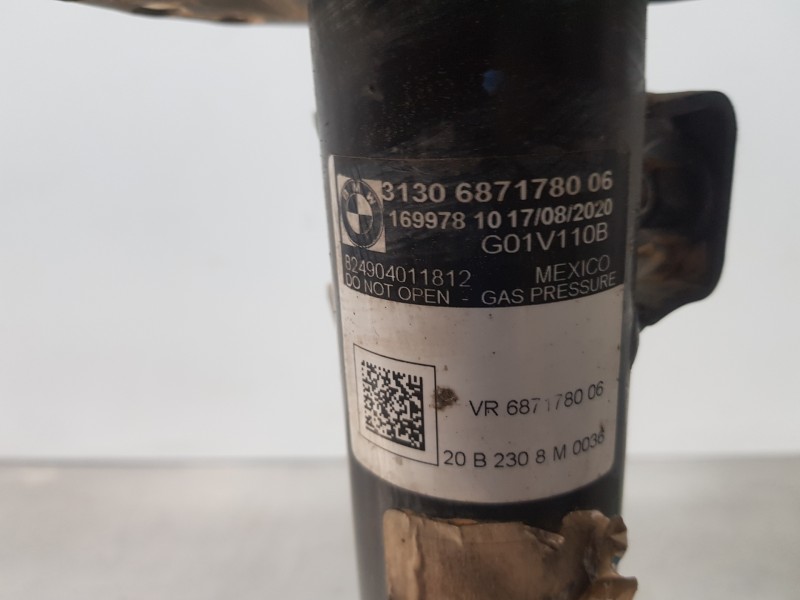 BMW
3130 6871780 06
169978 10 17/08/2020
G01V110B
824904011812 MEXICO
DO NOT OPEN - GAS PRESSURE
VR 6871780 06
20 B 230 8 M 0036